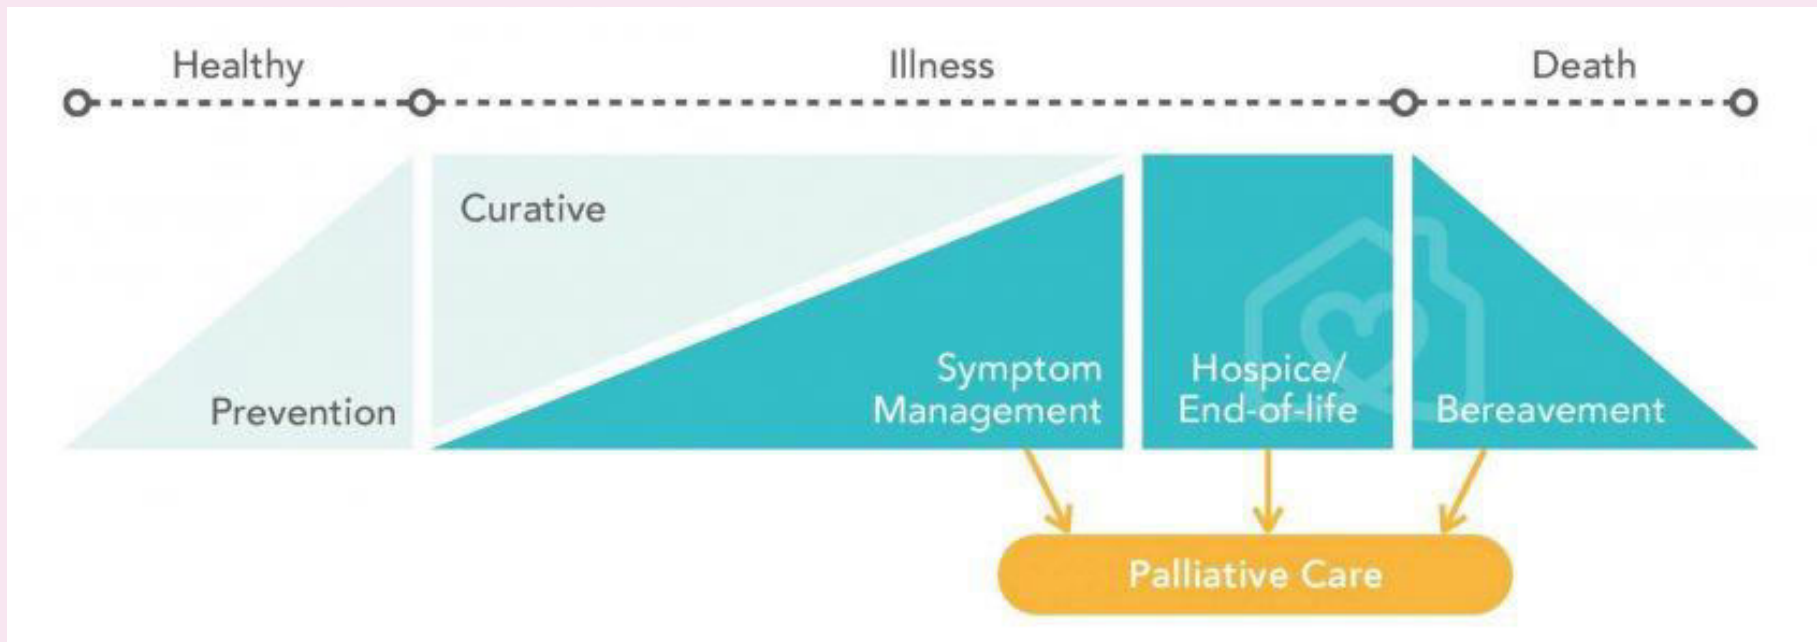 Healthy
Illness
Death
Curative
Prevention
Symptom
Management
Hospice/
End-of-life
Bereavement
Palliative Care